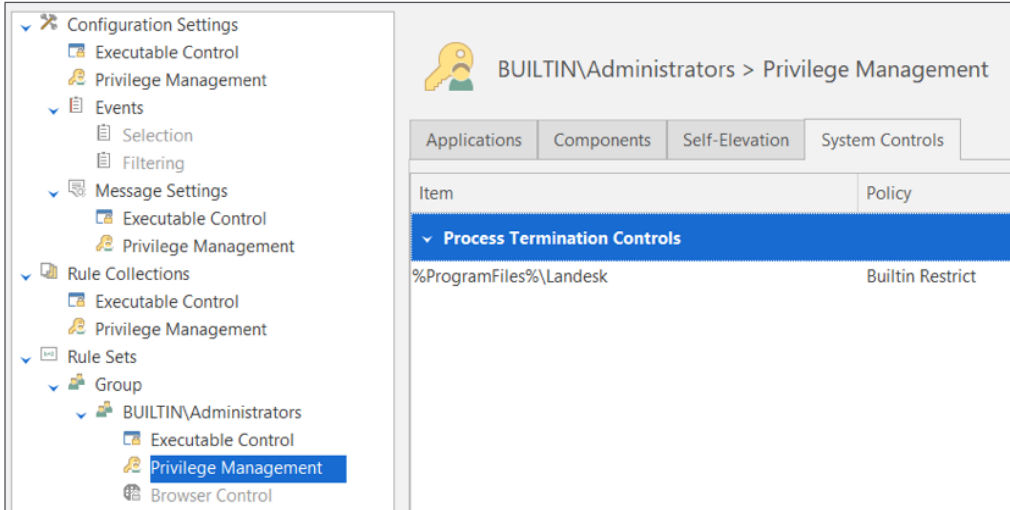 Configuration Settings
Executable Control
Privilege Management
Events
Selection
Filtering
Message Settings
Executable Control
Privilege Management
Rule Collections
Executable Control
Privilege Management
Rule Sets
Group
BUILTIN\Administrators
Executable Control
Privilege Management
Browser Control
BUILTIN\Administrators > Privilege Management
Applications Components Self-Elevation System Controls
Item Policy
Process Termination Controls
%ProgramFiles%\Landesk Builtin Restrict